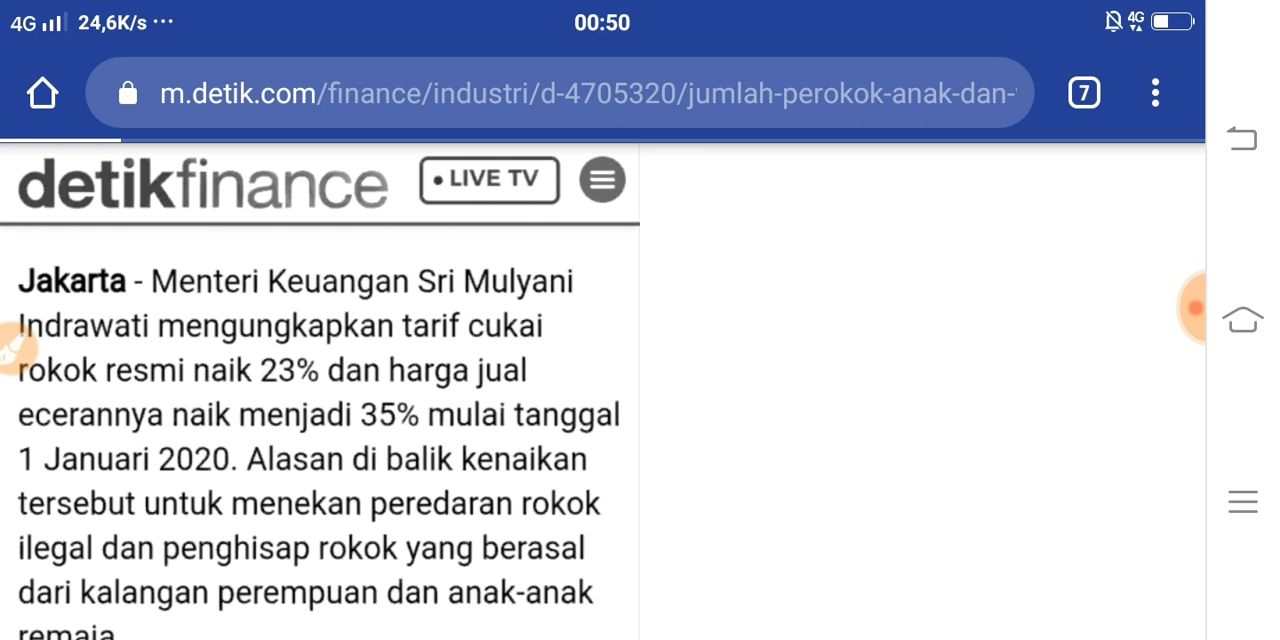 4G 24,6K/s ... 00:50 4G
m.detik.com/finance/industri/d-4705320/jumlah-perokok-anak-dan- 7
detikfinance • LIVE TV
Jakarta - Menteri Keuangan Sri Mulyani
Indrawati mengungkapkan tarif cukai
rokok resmi naik 23% dan harga jual
ecerannya naik menjadi 35% mulai tanggal
1 Januari 2020. Alasan di balik kenaikan
tersebut untuk menekan peredaran rokok
ilegal dan penghisap rokok yang berasal
dari kalangan perempuan dan anak-anak
remaja